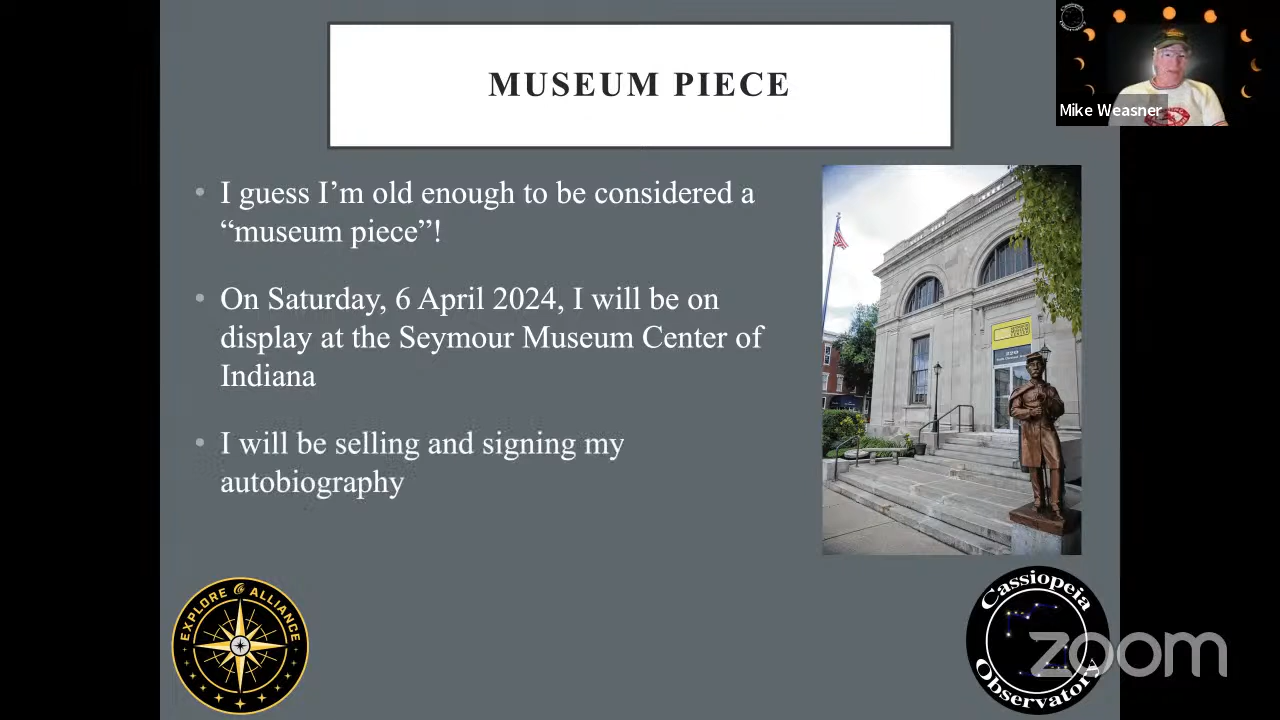 MUSEUM PIECE
Mike Weasner
• I guess I’m old enough to be considered a
“museum piece”!
• On Saturday, 6 April 2024, I will be on
display at the Seymour Museum Center of
Indiana
• I will be selling and signing my
autobiography
220
EXPLORE ALLIANCE
Cassiopeia
Observatory
zoom